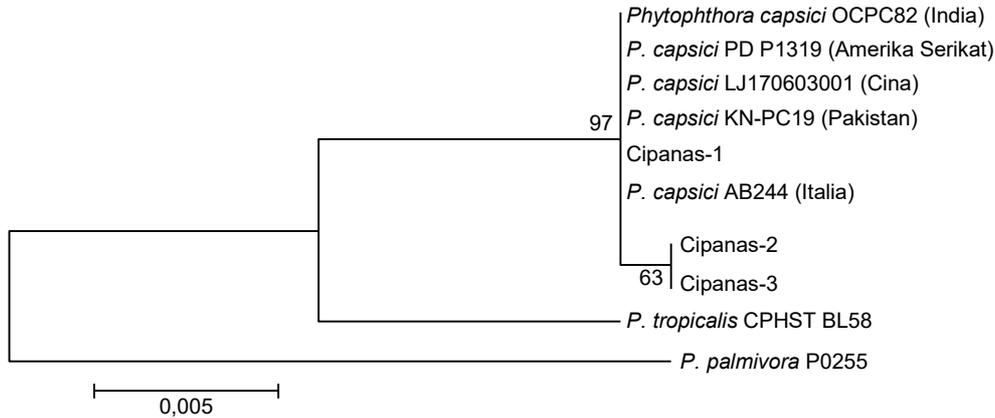 Phytophthora capsici OCPC82 (India)
P. capsici PD P1319 (Amerika Serikat)
P. capsici LJ170603001 (Cina)
P. capsici KN-PC19 (Pakistan)
97
Cipanas-1
P. capsici AB244 (Italia)
Cipanas-2
63
Cipanas-3
P. tropicalis CPHST BL58
P. palmivora P0255
0,005